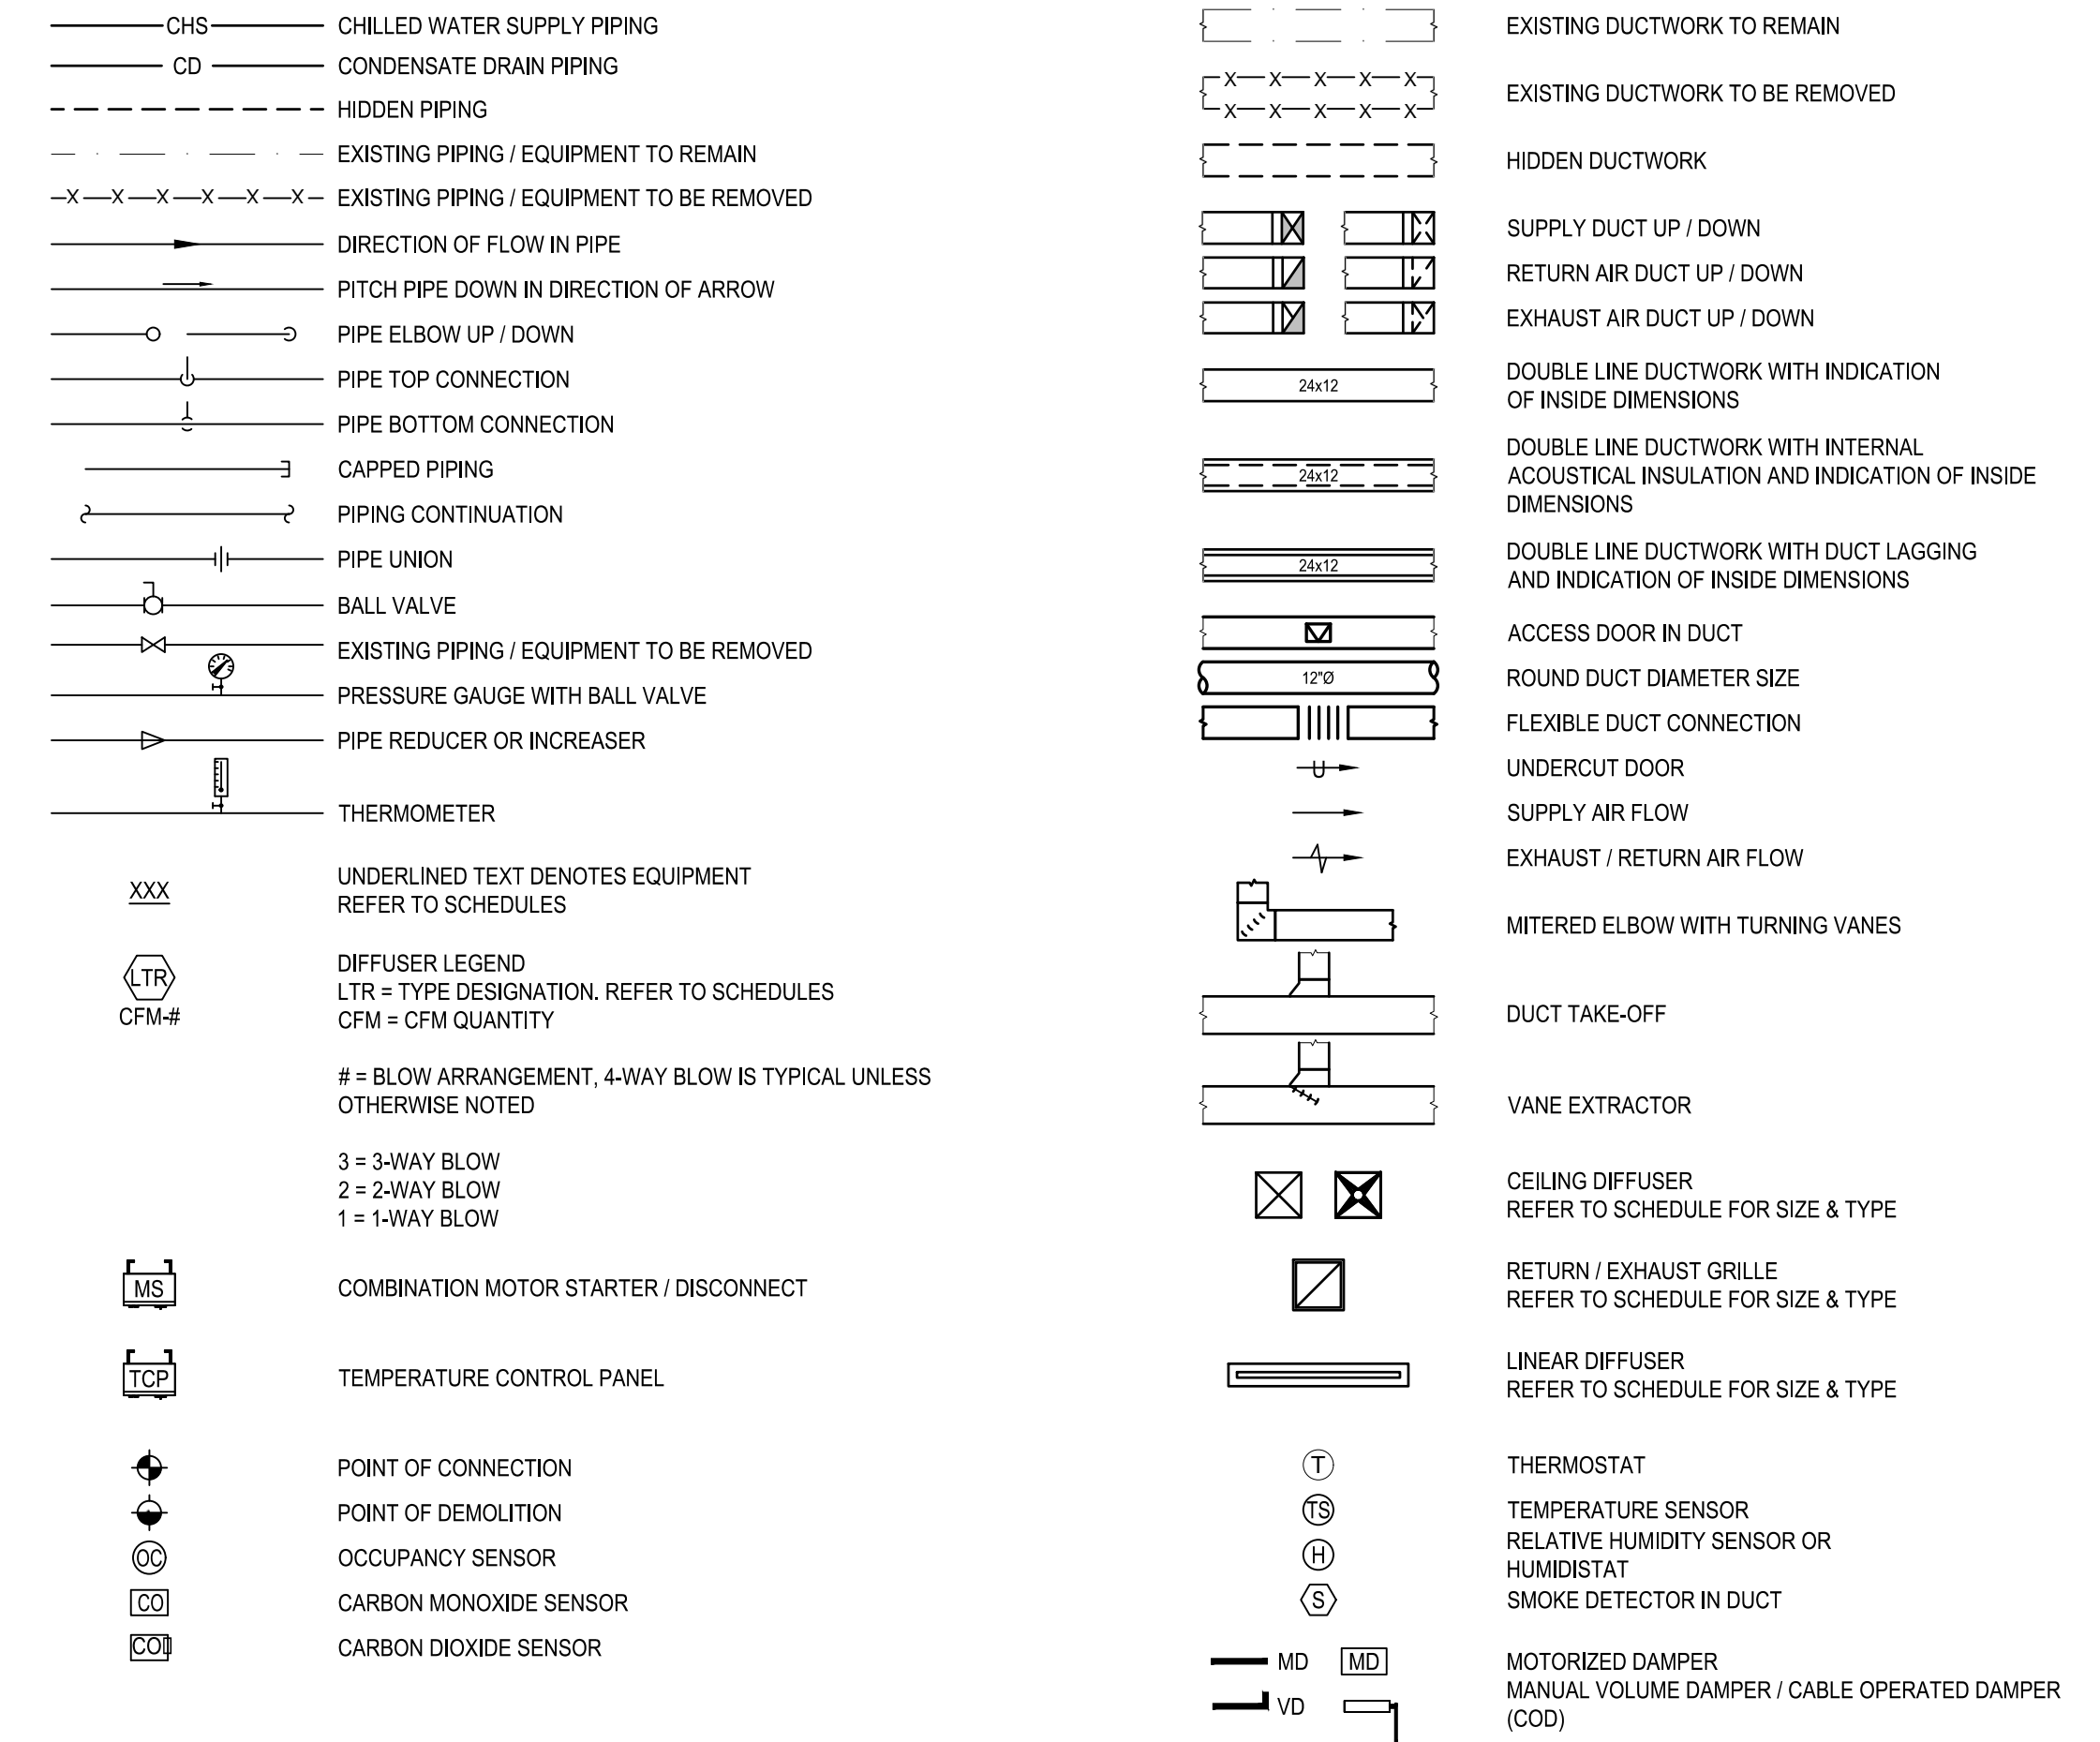 CHS CHILLED WATER SUPPLY PIPING
CD CONDENSATE DRAIN PIPING
HIDDEN PIPING
EXISTING PIPING / EQUIPMENT TO REMAIN
X X X X X X EXISTING PIPING / EQUIPMENT TO BE REMOVED
DIRECTION OF FLOW IN PIPE
PITCH PIPE DOWN IN DIRECTION OF ARROW
PIPE ELBOW UP / DOWN
PIPE TOP CONNECTION
PIPE BOTTOM CONNECTION
CAPPED PIPING
PIPING CONTINUATION
PIPE UNION
BALL VALVE
EXISTING PIPING / EQUIPMENT TO BE REMOVED
PRESSURE GAUGE WITH BALL VALVE
PIPE REDUCER OR INCREASER
THERMOMETER
XXX
UNDERLINED TEXT DENOTES EQUIPMENT
REFER TO SCHEDULES
LTR
CFM-#
DIFFUSER LEGEND
LTR = TYPE DESIGNATION. REFER TO SCHEDULES
CFM = CFM QUANTITY
# = BLOW ARRANGEMENT, 4-WAY BLOW IS TYPICAL UNLESS
OTHERWISE NOTED
3 = 3-WAY BLOW
2 = 2-WAY BLOW
1 = 1-WAY BLOW
MS COMBINATION MOTOR STARTER / DISCONNECT
TCP TEMPERATURE CONTROL PANEL
POINT OF CONNECTION
POINT OF DEMOLITION
OC OCCUPANCY SENSOR
CO CARBON MONOXIDE SENSOR
CO▯ CARBON DIOXIDE SENSOR
EXISTING DUCTWORK TO REMAIN
X X X X X
X X X X X
EXISTING DUCTWORK TO BE REMOVED
HIDDEN DUCTWORK
SUPPLY DUCT UP / DOWN
RETURN AIR DUCT UP / DOWN
EXHAUST AIR DUCT UP / DOWN
24x12
DOUBLE LINE DUCTWORK WITH INDICATION
OF INSIDE DIMENSIONS
24x12
DOUBLE LINE DUCTWORK WITH INTERNAL
ACOUSTICAL INSULATION AND INDICATION OF INSIDE
DIMENSIONS
24x12
DOUBLE LINE DUCTWORK WITH DUCT LAGGING
AND INDICATION OF INSIDE DIMENSIONS
ACCESS DOOR IN DUCT
12"Ø ROUND DUCT DIAMETER SIZE
FLEXIBLE DUCT CONNECTION
U UNDERCUT DOOR
SUPPLY AIR FLOW
EXHAUST / RETURN AIR FLOW
MITERED ELBOW WITH TURNING VANES
DUCT TAKE-OFF
VANE EXTRACTOR
CEILING DIFFUSER
REFER TO SCHEDULE FOR SIZE & TYPE
RETURN / EXHAUST GRILLE
REFER TO SCHEDULE FOR SIZE & TYPE
LINEAR DIFFUSER
REFER TO SCHEDULE FOR SIZE & TYPE
T THERMOSTAT
TS TEMPERATURE SENSOR
H RELATIVE HUMIDITY SENSOR OR
HUMIDISTAT
S SMOKE DETECTOR IN DUCT
MD MD MOTORIZED DAMPER
VD MANUAL VOLUME DAMPER / CABLE OPERATED DAMPER
(COD)